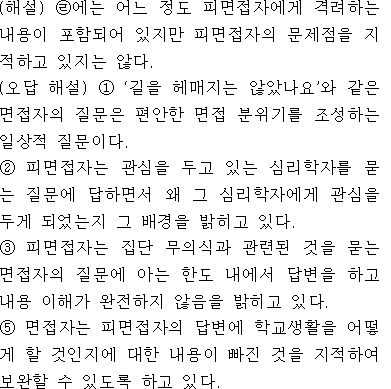 (해설) ㉣에는 어느 정도 피면접자에게 격려하는
내용이 포함되어 있지만 피면접자의 문제점을 지
적하고 있지는 않다.
(오답 해설) ① ‘길을 헤매지는 않았나요’와 같은
면접자의 질문은 편안한 면접 분위기를 조성하는
일상적 질문이다.
② 피면접자는 관심을 두고 있는 심리학자를 묻
는 질문에 답하면서 왜 그 심리학자에게 관심을
두게 되었는지 그 배경을 밝히고 있다.
③ 피면접자는 집단 무의식과 관련된 것을 묻는
면접자의 질문에 아는 한도 내에서 답변을 하고
내용 이해가 완전하지 않음을 밝히고 있다.
⑤ 면접자는 피면접자의 답변에 학교생활을 어떻
게 할 것인지에 대한 내용이 빠진 것을 지적하여
보완할 수 있도록 하고 있다.